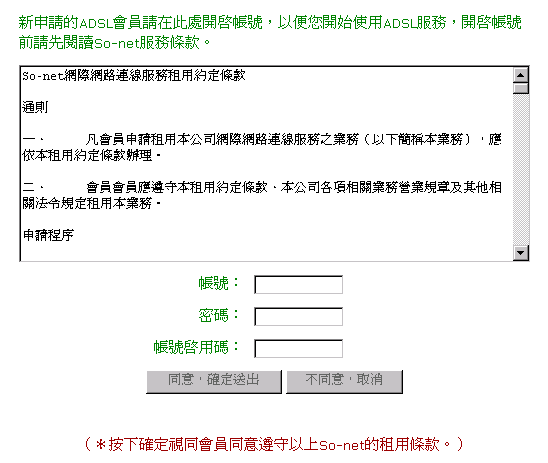 新申請的ADSL會員請在此處開啓帳號，以便您開始使用ADSL服務，開啓帳號
前請先閱讀So-net服務條款。
So-net網際網路連線服務租用約定條款
通則
一、　　凡會員申請租用本公司網際網路連線服務之業務（以下簡稱本業務），應
依本租用約定條款辦理。
二、　　會員會員應遵守本租用約定條款、本公司各項相關業務營業規章及其他相
關法令規定租用本業務。
申請程序
帳號：
密碼：
帳號啓用碼：
同意，確定送出　不同意，取消
（＊按下確定視同會員同意遵守以上So-net的租用條款。）